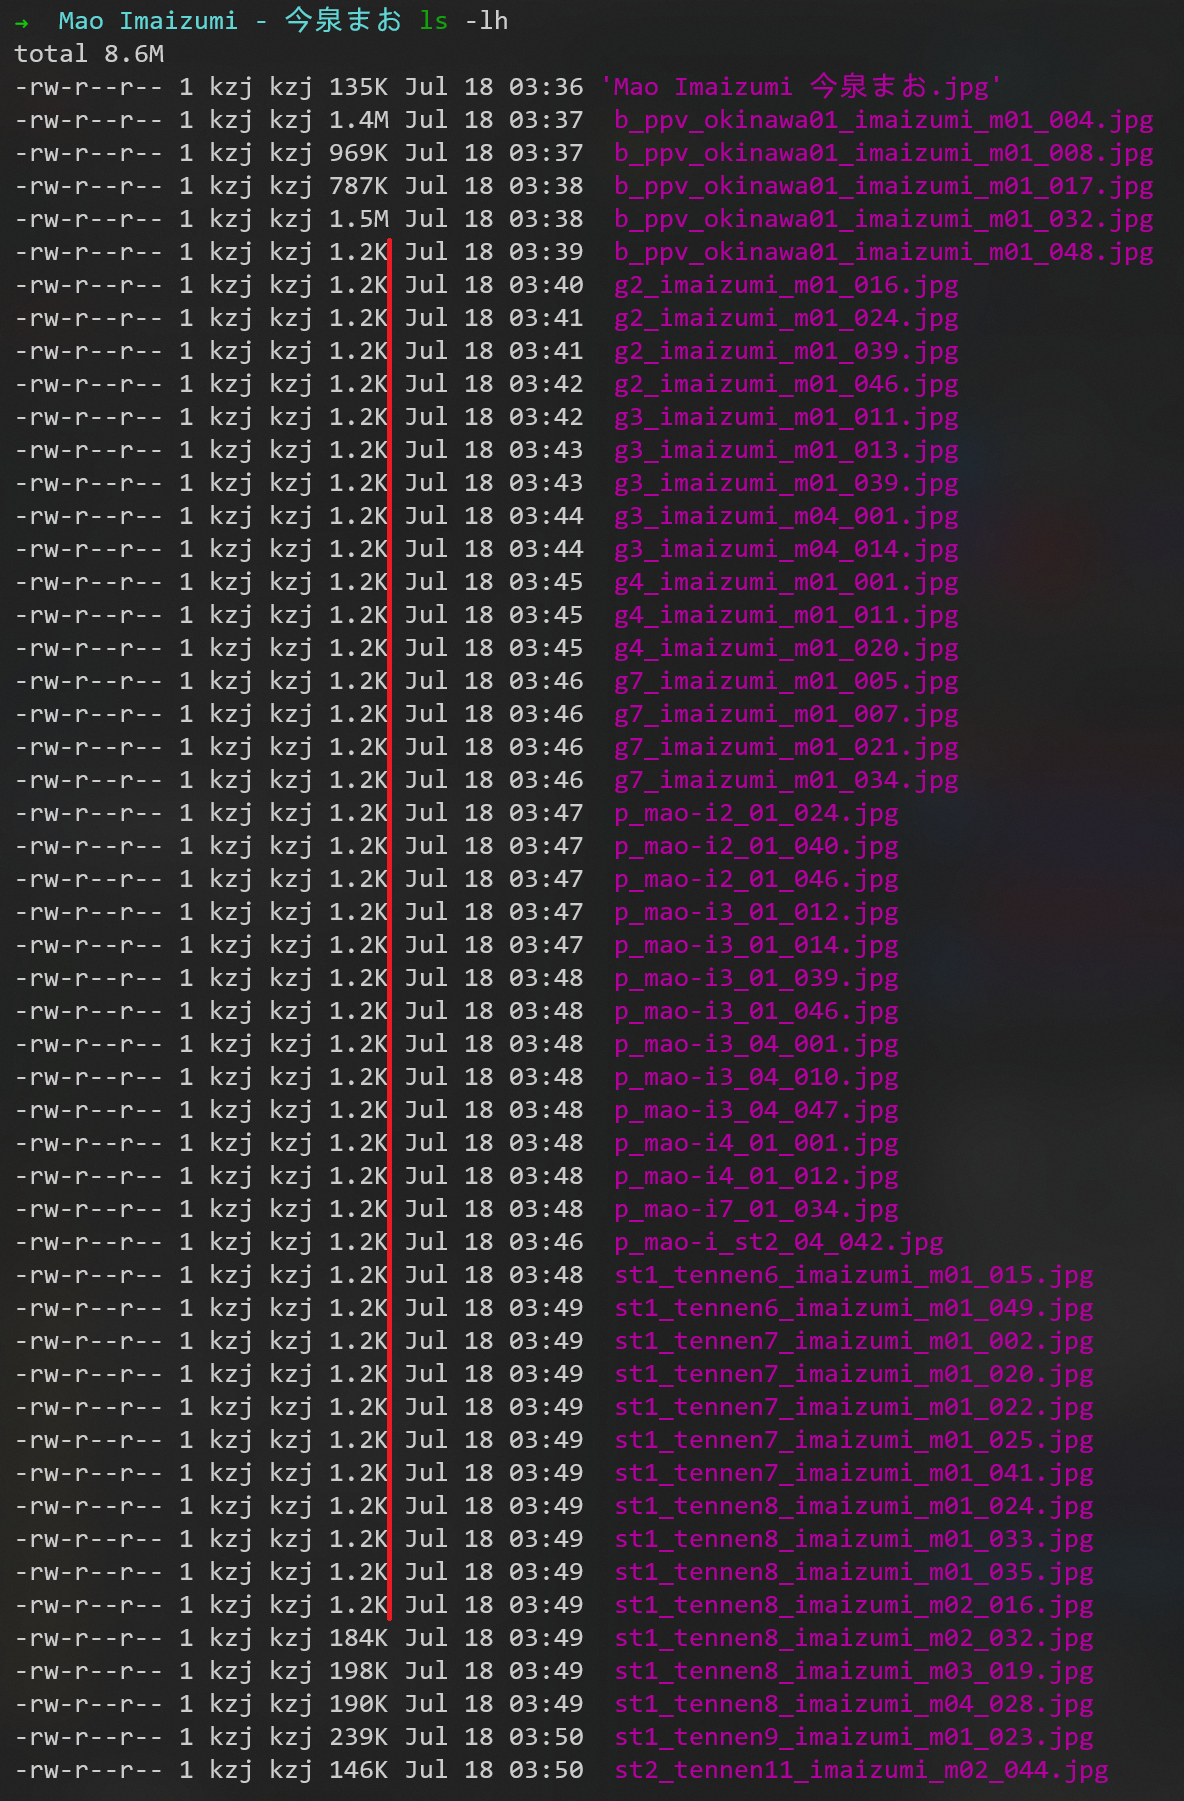 → Mao Imaizumi - 今泉まお ls -lh
total 8.6M
-rw-r--r-- 1 kzj kzj 135K Jul 18 03:36 'Mao Imaizumi 今泉まお.jpg'
-rw-r--r-- 1 kzj kzj 1.4M Jul 18 03:37 b_ppv_okinawa01_imaizumi_m01_004.jpg
-rw-r--r-- 1 kzj kzj 969K Jul 18 03:37 b_ppv_okinawa01_imaizumi_m01_008.jpg
-rw-r--r-- 1 kzj kzj 787K Jul 18 03:38 b_ppv_okinawa01_imaizumi_m01_017.jpg
-rw-r--r-- 1 kzj kzj 1.5M Jul 18 03:38 b_ppv_okinawa01_imaizumi_m01_032.jpg
-rw-r--r-- 1 kzj kzj 1.2K Jul 18 03:39 b_ppv_okinawa01_imaizumi_m01_048.jpg
-rw-r--r-- 1 kzj kzj 1.2K Jul 18 03:40 g2_imaizumi_m01_016.jpg
-rw-r--r-- 1 kzj kzj 1.2K Jul 18 03:41 g2_imaizumi_m01_024.jpg
-rw-r--r-- 1 kzj kzj 1.2K Jul 18 03:41 g2_imaizumi_m01_039.jpg
-rw-r--r-- 1 kzj kzj 1.2K Jul 18 03:42 g2_imaizumi_m01_046.jpg
-rw-r--r-- 1 kzj kzj 1.2K Jul 18 03:42 g3_imaizumi_m01_011.jpg
-rw-r--r-- 1 kzj kzj 1.2K Jul 18 03:43 g3_imaizumi_m01_013.jpg
-rw-r--r-- 1 kzj kzj 1.2K Jul 18 03:43 g3_imaizumi_m01_039.jpg
-rw-r--r-- 1 kzj kzj 1.2K Jul 18 03:44 g3_imaizumi_m04_001.jpg
-rw-r--r-- 1 kzj kzj 1.2K Jul 18 03:44 g3_imaizumi_m04_014.jpg
-rw-r--r-- 1 kzj kzj 1.2K Jul 18 03:45 g4_imaizumi_m01_001.jpg
-rw-r--r-- 1 kzj kzj 1.2K Jul 18 03:45 g4_imaizumi_m01_011.jpg
-rw-r--r-- 1 kzj kzj 1.2K Jul 18 03:45 g4_imaizumi_m01_020.jpg
-rw-r--r-- 1 kzj kzj 1.2K Jul 18 03:46 g7_imaizumi_m01_005.jpg
-rw-r--r-- 1 kzj kzj 1.2K Jul 18 03:46 g7_imaizumi_m01_007.jpg
-rw-r--r-- 1 kzj kzj 1.2K Jul 18 03:46 g7_imaizumi_m01_021.jpg
-rw-r--r-- 1 kzj kzj 1.2K Jul 18 03:46 g7_imaizumi_m01_034.jpg
-rw-r--r-- 1 kzj kzj 1.2K Jul 18 03:47 p_mao-i2_01_024.jpg
-rw-r--r-- 1 kzj kzj 1.2K Jul 18 03:47 p_mao-i2_01_040.jpg
-rw-r--r-- 1 kzj kzj 1.2K Jul 18 03:47 p_mao-i2_01_046.jpg
-rw-r--r-- 1 kzj kzj 1.2K Jul 18 03:47 p_mao-i3_01_012.jpg
-rw-r--r-- 1 kzj kzj 1.2K Jul 18 03:47 p_mao-i3_01_014.jpg
-rw-r--r-- 1 kzj kzj 1.2K Jul 18 03:48 p_mao-i3_01_039.jpg
-rw-r--r-- 1 kzj kzj 1.2K Jul 18 03:48 p_mao-i3_01_046.jpg
-rw-r--r-- 1 kzj kzj 1.2K Jul 18 03:48 p_mao-i3_04_001.jpg
-rw-r--r-- 1 kzj kzj 1.2K Jul 18 03:48 p_mao-i3_04_010.jpg
-rw-r--r-- 1 kzj kzj 1.2K Jul 18 03:48 p_mao-i3_04_047.jpg
-rw-r--r-- 1 kzj kzj 1.2K Jul 18 03:48 p_mao-i4_01_001.jpg
-rw-r--r-- 1 kzj kzj 1.2K Jul 18 03:48 p_mao-i4_01_012.jpg
-rw-r--r-- 1 kzj kzj 1.2K Jul 18 03:48 p_mao-i7_01_034.jpg
-rw-r--r-- 1 kzj kzj 1.2K Jul 18 03:46 p_mao-i_st2_04_042.jpg
-rw-r--r-- 1 kzj kzj 1.2K Jul 18 03:48 st1_tennen6_imaizumi_m01_015.jpg
-rw-r--r-- 1 kzj kzj 1.2K Jul 18 03:49 st1_tennen6_imaizumi_m01_049.jpg
-rw-r--r-- 1 kzj kzj 1.2K Jul 18 03:49 st1_tennen7_imaizumi_m01_002.jpg
-rw-r--r-- 1 kzj kzj 1.2K Jul 18 03:49 st1_tennen7_imaizumi_m01_020.jpg
-rw-r--r-- 1 kzj kzj 1.2K Jul 18 03:49 st1_tennen7_imaizumi_m01_022.jpg
-rw-r--r-- 1 kzj kzj 1.2K Jul 18 03:49 st1_tennen7_imaizumi_m01_025.jpg
-rw-r--r-- 1 kzj kzj 1.2K Jul 18 03:49 st1_tennen7_imaizumi_m01_041.jpg
-rw-r--r-- 1 kzj kzj 1.2K Jul 18 03:49 st1_tennen8_imaizumi_m01_024.jpg
-rw-r--r-- 1 kzj kzj 1.2K Jul 18 03:49 st1_tennen8_imaizumi_m01_033.jpg
-rw-r--r-- 1 kzj kzj 1.2K Jul 18 03:49 st1_tennen8_imaizumi_m01_035.jpg
-rw-r--r-- 1 kzj kzj 1.2K Jul 18 03:49 st1_tennen8_imaizumi_m02_016.jpg
-rw-r--r-- 1 kzj kzj 184K Jul 18 03:49 st1_tennen8_imaizumi_m02_032.jpg
-rw-r--r-- 1 kzj kzj 198K Jul 18 03:49 st1_tennen8_imaizumi_m03_019.jpg
-rw-r--r-- 1 kzj kzj 190K Jul 18 03:49 st1_tennen8_imaizumi_m04_028.jpg
-rw-r--r-- 1 kzj kzj 239K Jul 18 03:50 st1_tennen9_imaizumi_m01_023.jpg
-rw-r--r-- 1 kzj kzj 146K Jul 18 03:50 st2_tennen11_imaizumi_m02_044.jpg